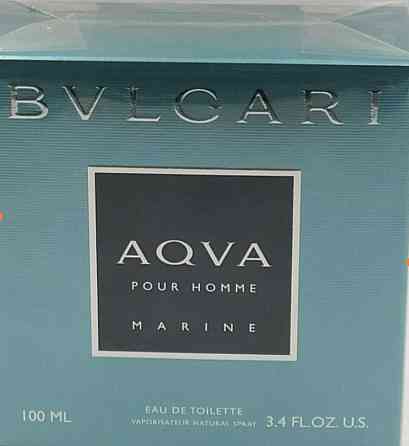 BVLGARI
AQVA
POUR HOMME
MARINE
100 ML
EAU DE TOILETTE
VAPORISATEUR NATURAL SPRAY
3.4 FL.OZ. U.S.